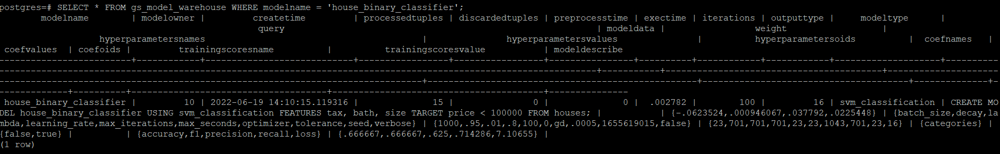 postgres=# SELECT * FROM gs_model_warehouse WHERE modelname = 'house_binary_classifier';
modelname | modelowner | createtime | processedtuples | discardedtuples | preprocesstime | exectime | iterations | outputtype | modeltype |
query | modeldata | weight |
hyperparametersnames | hyperparametersvalues | hyperparametersoids | coefnames |
coefvalues | coefoids | trainingscoresname | trainingscoresvalue | modeldescribe
-------------------------+------------+----------------------------+-----------------+-----------------+----------------+----------+------------+------------+--------------------+----------
-----------------------------------------------------------------------------------------------------------------+-----------+-----------------------------------------+---------------------
--------------------------------------------------------------------------------+---------------------------------------------------+---------------------------------------+--------------+-
-------------+----------+-------------------------------------+----------------------------------------+---------------
house_binary_classifier | 10 | 2022-06-19 14:10:15.119316 | 15 | 0 | 0 | .002782 | 100 | 16 | svm_classification | CREATE MO
DEL house_binary_classifier USING svm_classification FEATURES tax, bath, size TARGET price < 100000 FROM houses; | | {-.0623524,.000946067,.037792,.0225448} | {batch_size,decay,la
mbda,learning_rate,max_iterations,max_seconds,optimizer,tolerance,seed,verbose} | {1000,.95,.01,.8,100,0,gd,.0005,1655619015,false} | {23,701,701,701,23,23,1043,701,23,16} | {categories} |
{false,true} | | {accuracy,f1,precision,recall,loss} | {.666667,.666667,.625,.714286,7.10655} |
(1 row)